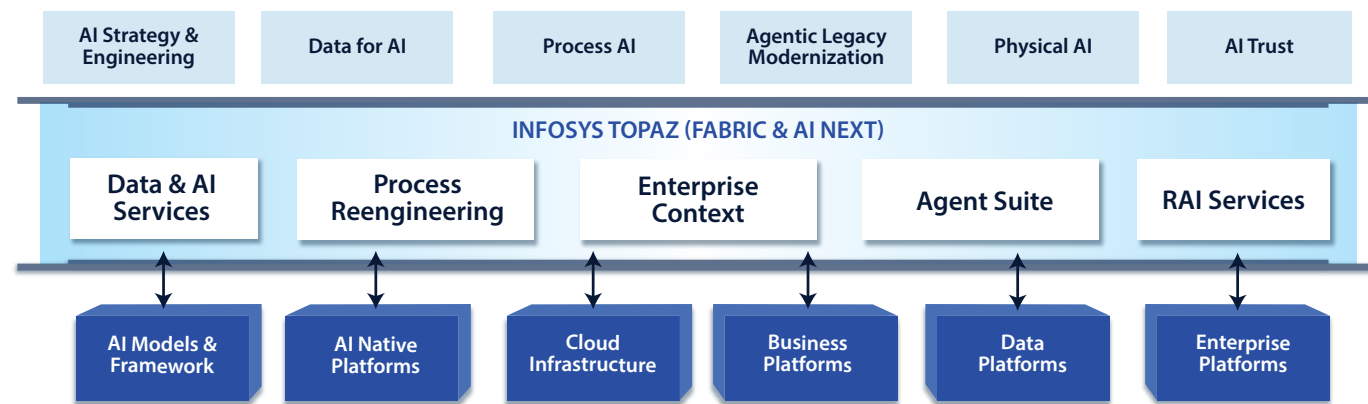 AI Strategy &
Engineering
Data for AI
Process AI
Agentic Legacy
Modernization
Physical AI
AI Trust
INFOSYS TOPAZ (FABRIC & AI NEXT)
Data & AI
Services
Process
Reengineering
Enterprise
Context
Agent Suite
RAI Services
AI Models &
Framework
AI Native
Platforms
Cloud
Infrastructure
Business
Platforms
Data
Platforms
Enterprise
Platforms